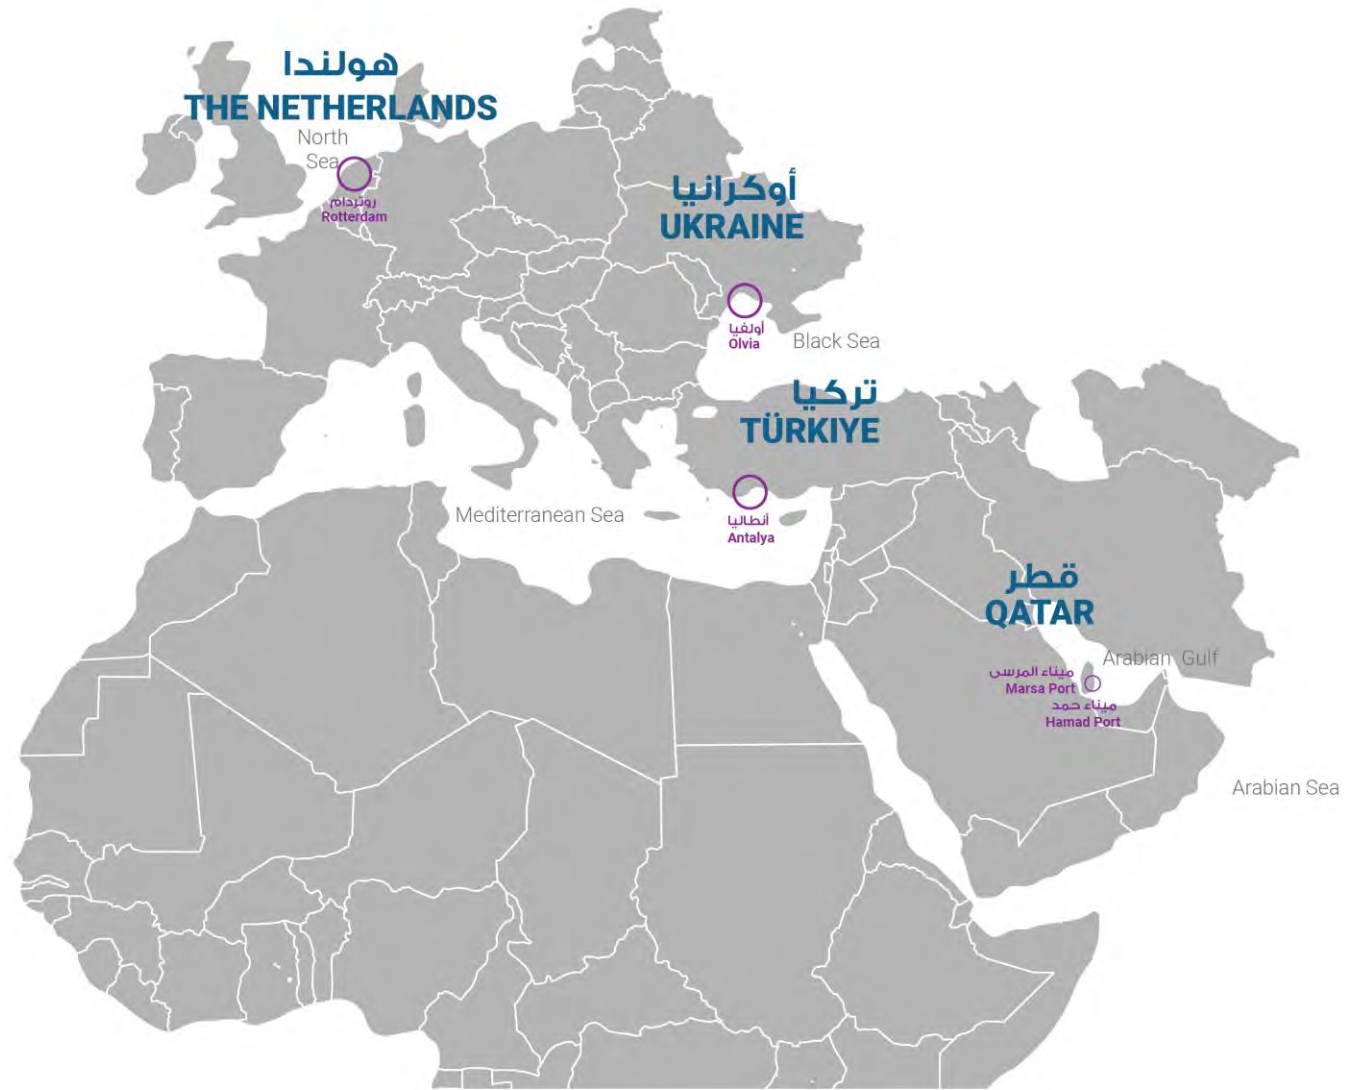 هولندا
THE NETHERLANDS
North
Sea
روتردام
Rotterdam
أوكرانيا
UKRAINE
أولفيا
Olvia
Black Sea
تركيا
TÜRKIYE
Mediterranean Sea
أنطاليا
Antalya
قطر
QATAR
Arabian Gulf
ميناء المرسى
Marsa Port
ميناء حمد
Hamad Port
Arabian Sea